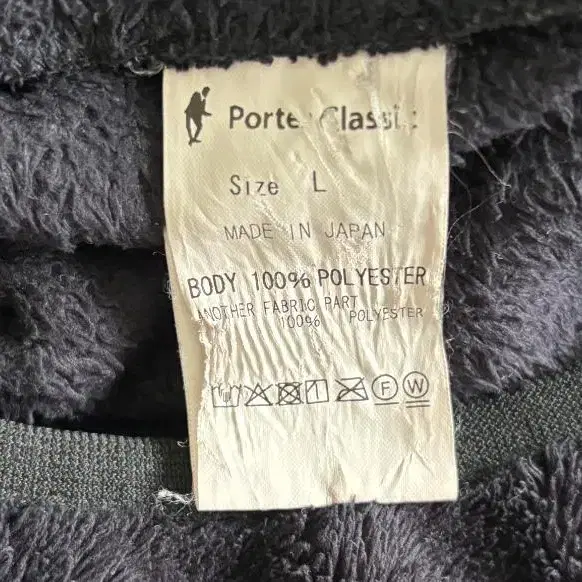 Porter Classic
Size L
MADE IN JAPAN
BODY 100% POLYESTER
ANOTHER FABRIC PART
100% POLYESTER
F W